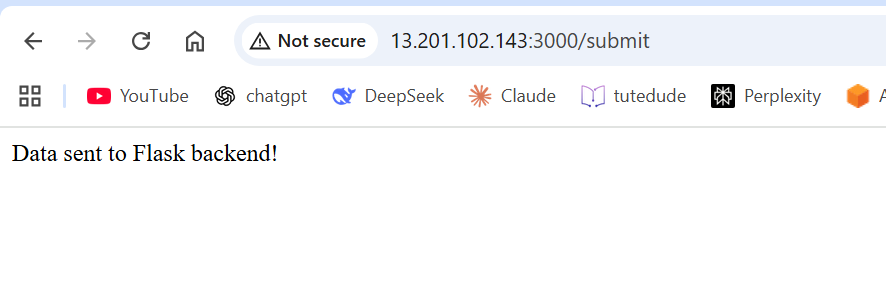 Not secure 13.201.102.143:3000/submit
YouTube chatgpt DeepSeek Claude tutedude Perplexity A
Data sent to Flask backend!